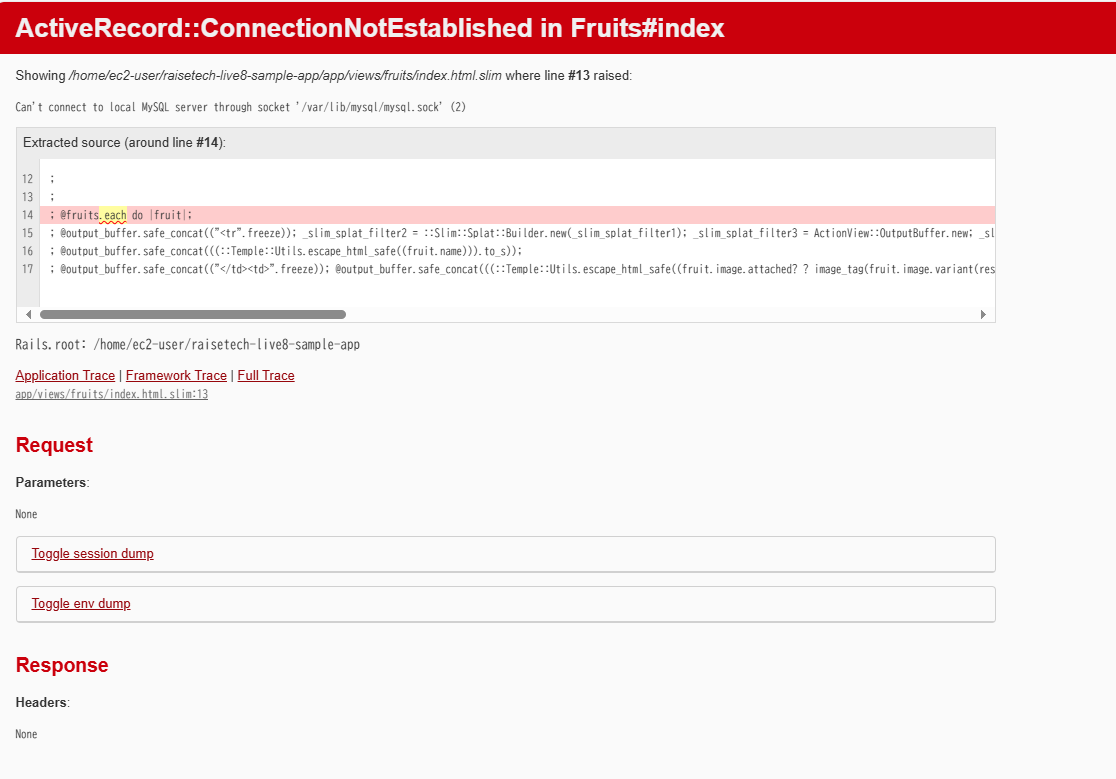 ActiveRecord::ConnectionNotEstablished in Fruits#index
Showing /home/ec2-user/raisetech-live8-sample-app/app/views/fruits/index.html.slim where line #13 raised:
Can't connect to local MySQL server through socket '/var/lib/mysql/mysql.sock' (2)
Extracted source (around line #14):
12 ;
13 ;
14 ; @fruits.each do |fruit|;
15 ; @output_buffer.safe_concat(("<tr".freeze)); _slim_splat_filter2 = ::Slim::Splat::Builder.new(_slim_splat_filter1); _slim_splat_filter3 = ActionView::OutputBuffer.new; _sl
16 ; @output_buffer.safe_concat(((::Temple::Utils.escape_html_safe((fruit.name))).to_s));
17 ; @output_buffer.safe_concat(("</td><td>".freeze)); @output_buffer.safe_concat(((::Temple::Utils.escape_html_safe((fruit.image.attached? ? image_tag(fruit.image.variant(res
Rails.root: /home/ec2-user/raisetech-live8-sample-app
Application Trace | Framework Trace | Full Trace
app/views/fruits/index.html.slim:13
Request
Parameters:
None
Toggle session dump
Toggle env dump
Response
Headers:
None